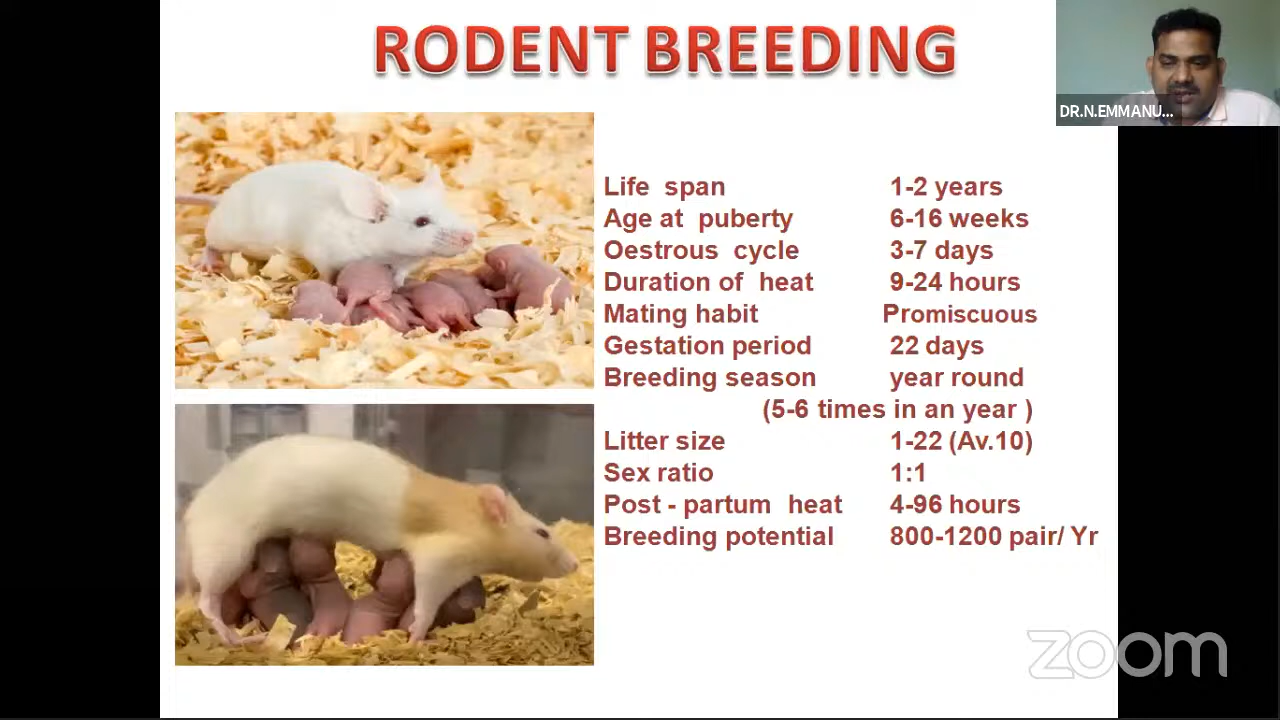 RODENT BREEDING
DR.N.EMMANU...
Life span 1-2 years
Age at puberty 6-16 weeks
Oestrous cycle 3-7 days
Duration of heat 9-24 hours
Mating habit Promiscuous
Gestation period 22 days
Breeding season year round
(5-6 times in an year )
Litter size 1-22 (Av.10)
Sex ratio 1:1
Post - partum heat 4-96 hours
Breeding potential 800-1200 pair/ Yr
zoom